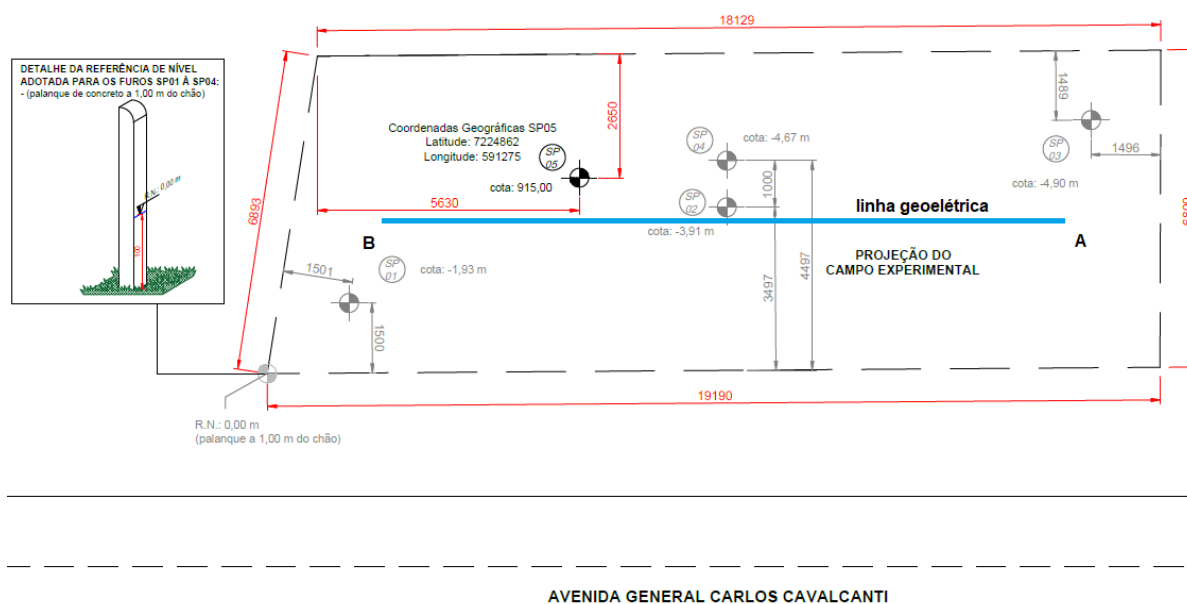 18129
DETALHE DA REFERÊNCIA DE NÍVEL
ADOTADA PARA OS FUROS SP01 À SP04:
- (palanque de concreto a 1,00 m do chão)
R.N.: 0,00 m
100
6893
Coordenadas Geográficas SP05
Latitude: 7224862
Longitude: 591275
SP
05
cota: 915,00
2650
5630
SP
04
cota: -4,67 m
1000
SP
02
cota: -3,91 m
1489
SP
03
1496
cota: -4,90 m
linha geoelétrica
B
A
PROJEÇÃO DO
CAMPO EXPERIMENTAL
1501
SP
01
cota: -1,93 m
1500
3497
4497
19190
R.N.: 0,00 m
(palanque a 1,00 m do chão)
AVENIDA GENERAL CARLOS CAVALCANTI